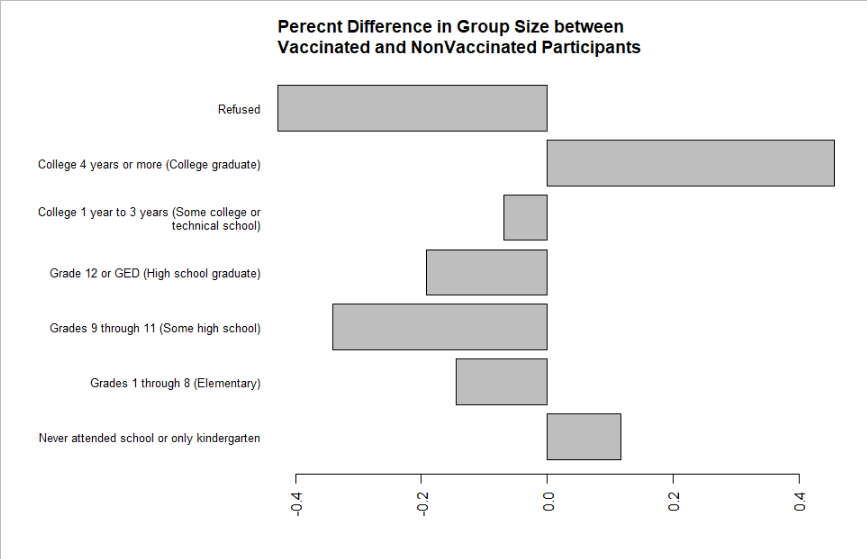 Perecnt Difference in Group Size between
Vaccinated and NonVaccinated Participants
Refused
College 4 years or more (College graduate)
College 1 year to 3 years (Some college or
technical school)
Grade 12 or GED (High school graduate)
Grades 9 through 11 (Some high school)
Grades 1 through 8 (Elementary)
Never attended school or only kindergarten
-0.4
-0.2
0.0
0.2
0.4